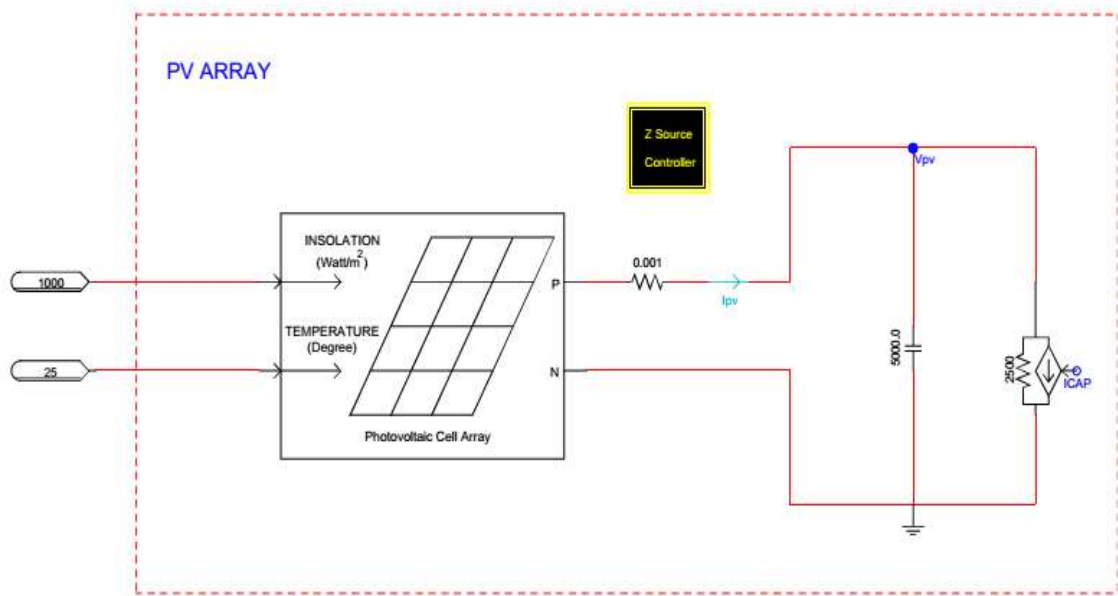 PV ARRAY
Z Source
Controller
Vpv
INSOLATION
(Watt/m²)
1000
P
0.001
Ipv
TEMPERATURE
(Degree)
25
N
5000.0
2500
ICAP
Photovoltaic Cell Array